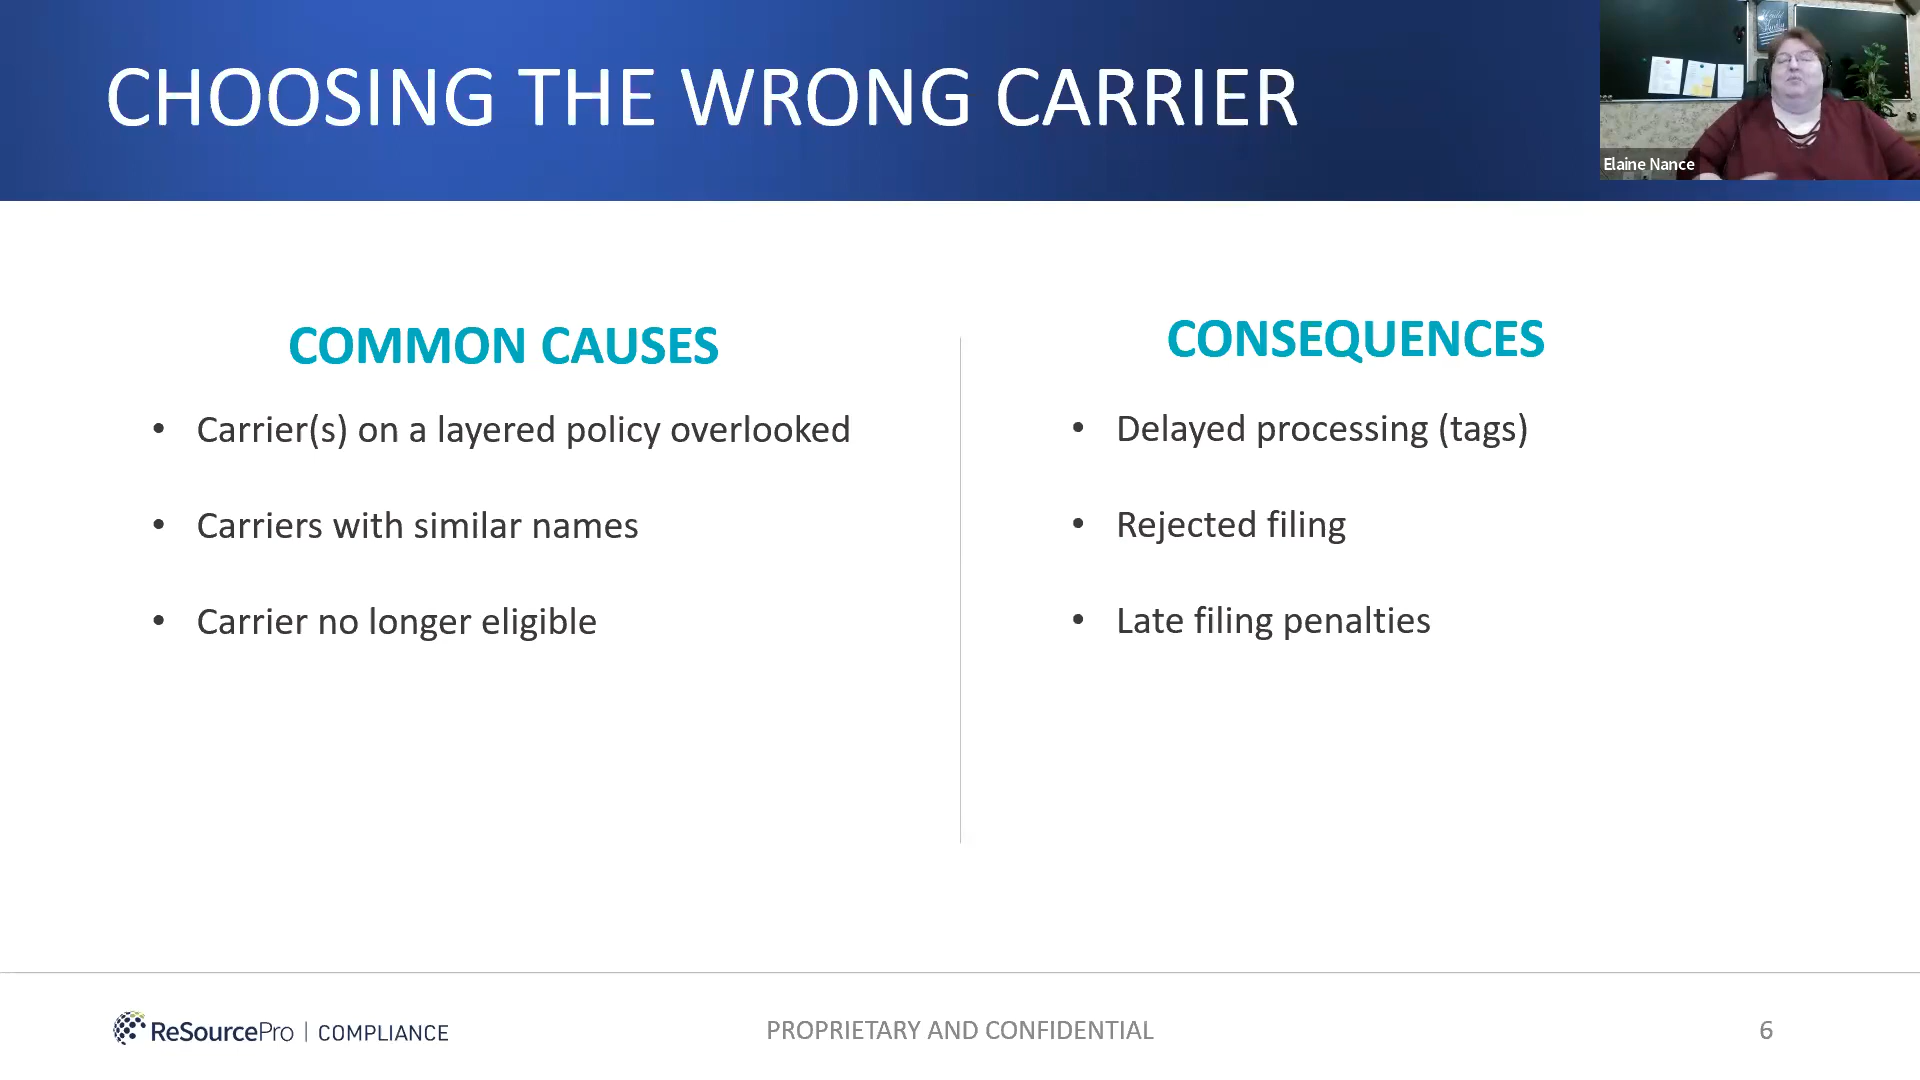 CHOOSING THE WRONG CARRIER
Elaine Nance
COMMON CAUSES
• Carrier(s) on a layered policy overlooked
• Carriers with similar names
• Carrier no longer eligible
CONSEQUENCES
• Delayed processing (tags)
• Rejected filing
• Late filing penalties
ReSourcePro | COMPLIANCE
PROPRIETARY AND CONFIDENTIAL
6